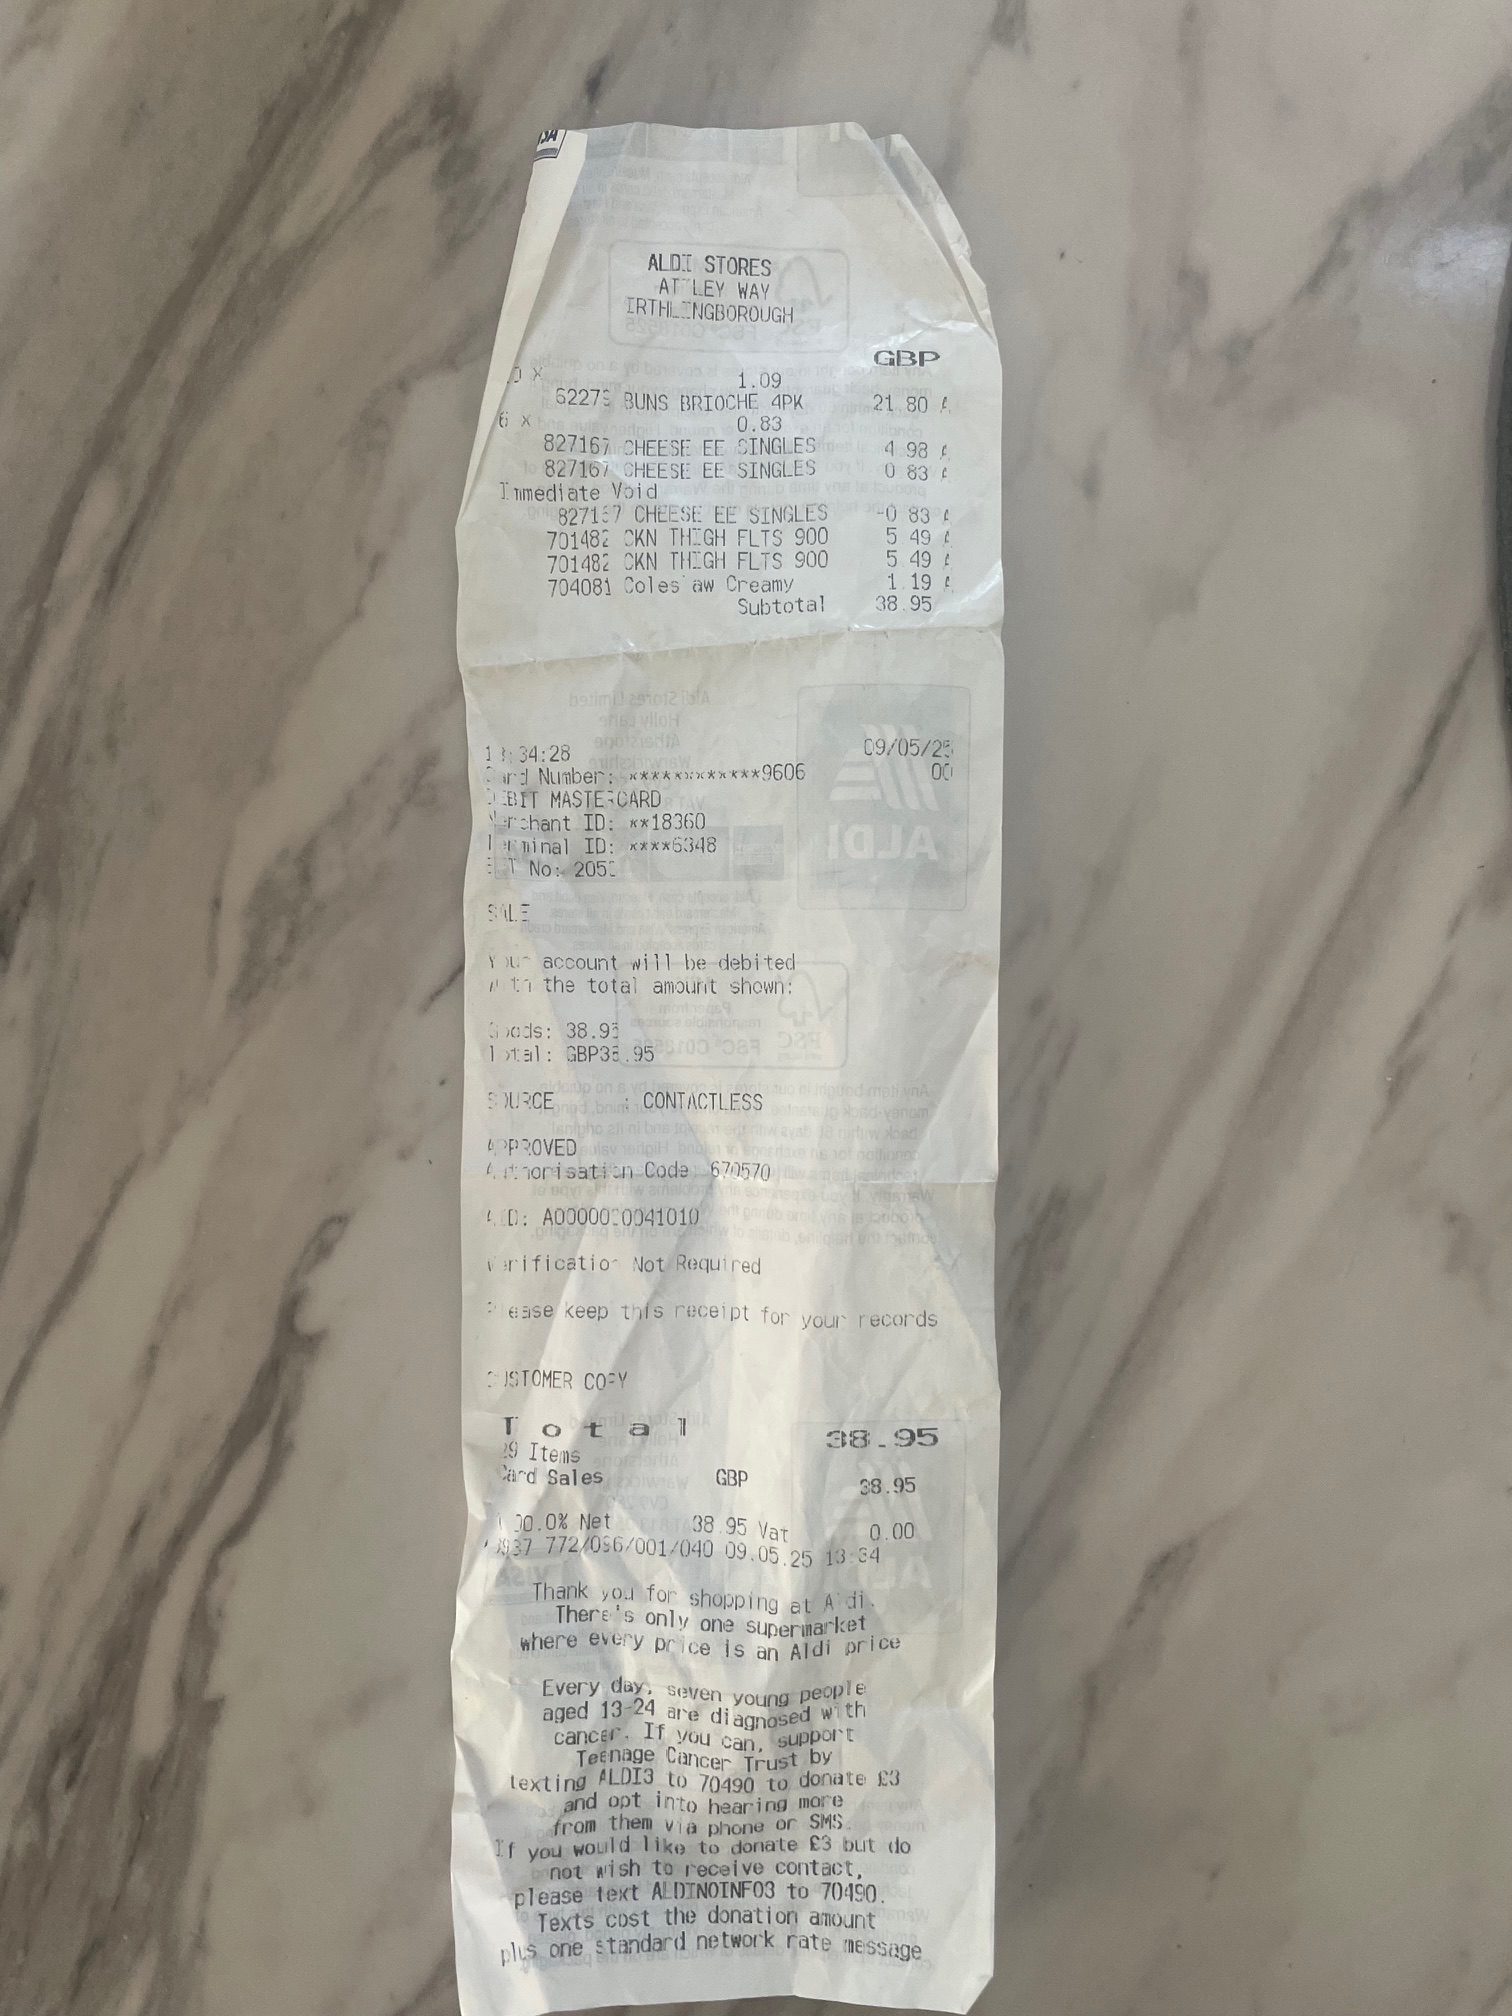 ALDI STORES
ATTLEY WAY
IRTHLINGBOROUGH
GBP
0 X 1.09
62275 BUNS BRIOCHE 4PK 21.80 A
6 X 0.83
827167 CHEESE EE SINGLES 4.98 A
827167 CHEESE EE SINGLES 0.83 A
Immediate Void
827167 CHEESE EE SINGLES -0.83 A
701482 CKN THIGH FLTS 900 5.49 A
701482 CKN THIGH FLTS 900 5.49 A
704081 Coleslaw Creamy 1.19 A
Subtotal 38.95
13:34:28 09/05/25
Card Number: ************9606 00
DEBIT MASTERCARD
Merchant ID: **18360
Terminal ID: ****6348
EFT No:
SALE
Your account will be debited
with the total amount shown:
Goods: 38.95
Total: GBP38.95
SOURCE : CONTACTLESS
APPROVED
Authorisation Code 670570
AID: A0000000041010
Verification Not Required
Please keep this receipt for your records
CUSTOMER COPY
Total 38.95
29 Items
Card Sales GBP 38.95
00.0% Net 38.95 Vat 0.00
772/096/001/040 09.05.25 13:34
Thank you for shopping at Aldi.
There's only one supermarket
where every price is an Aldi price
Every day, seven young people
aged 13-24 are diagnosed with
cancer. If you can, support
Teenage Cancer Trust by
texting ALDI3 to 70490 to donate £3
and opt into hearing more
from them via phone or SMS.
If you would like to donate £3 but do
not wish to receive contact,
please text ALDINOINFO3 to 70490.
Texts cost the donation amount
plus one standard network rate message